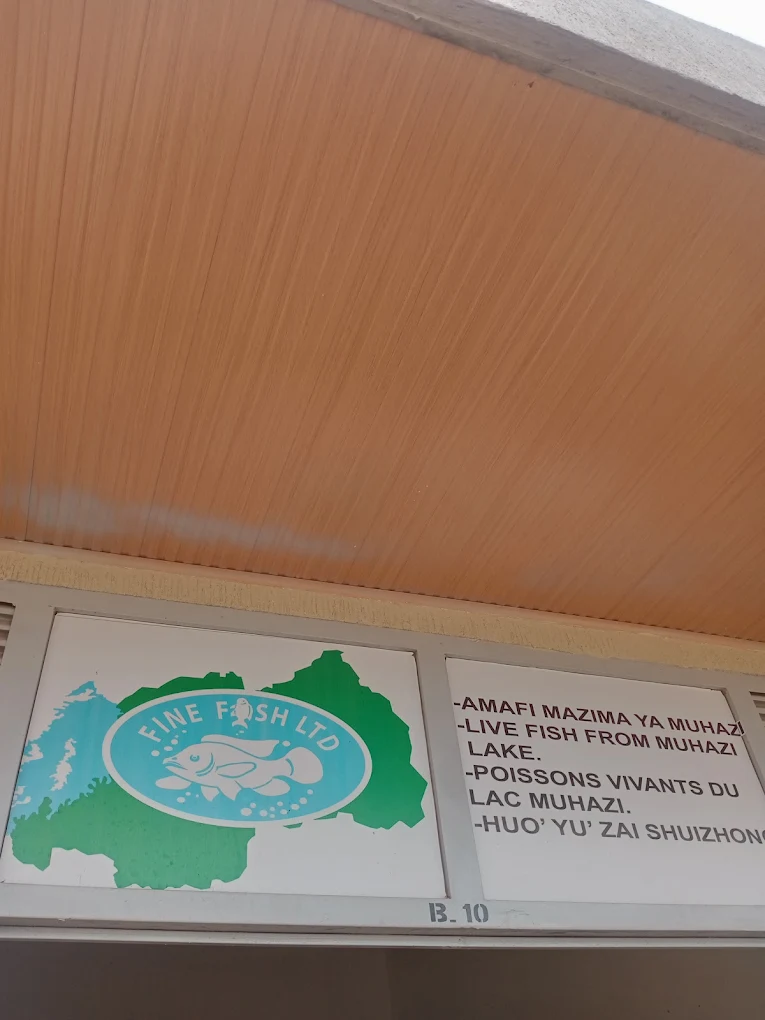 FINE FISH LTD
-AMAFI MAZIMA YA MUHAZI
-LIVE FISH FROM MUHAZI
LAKE.
-POISSONS VIVANTS DU
LAC MUHAZI.
-HUO' YU' ZAI SHUIZHONG
B.10